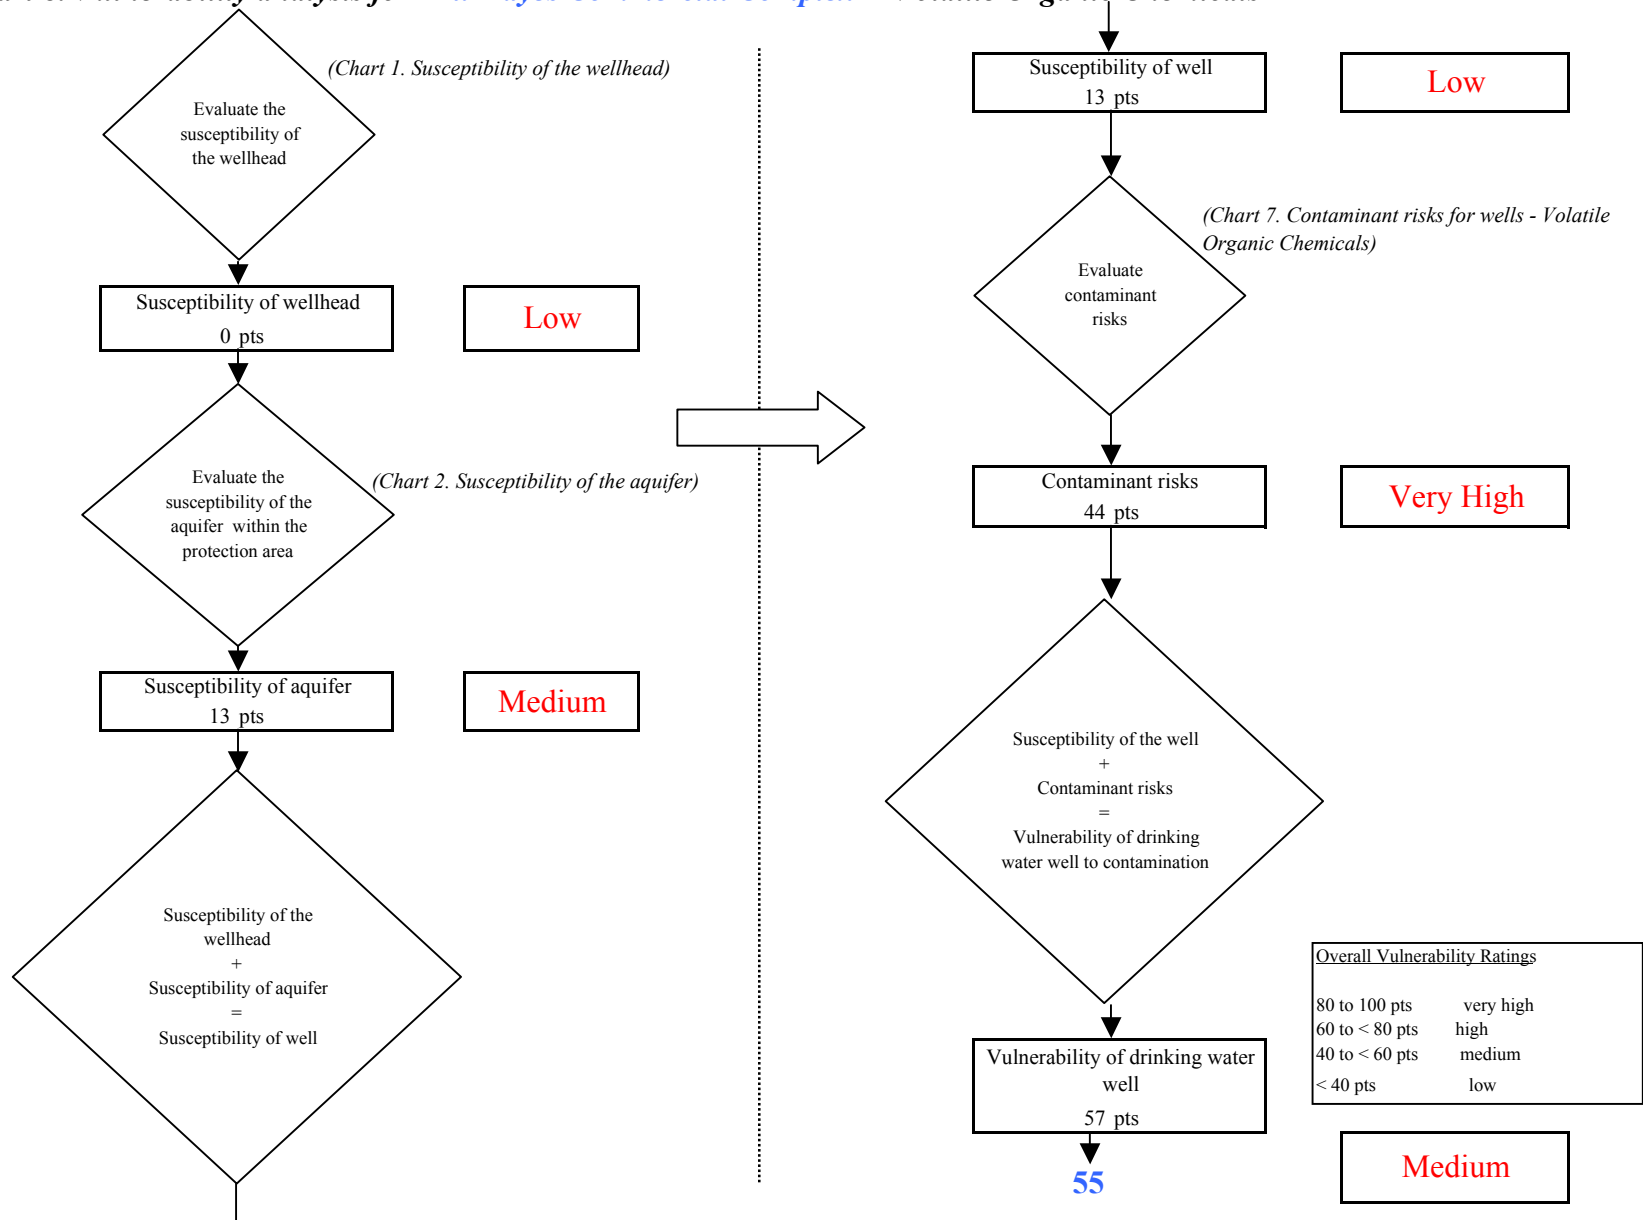 (Chart 1. Susceptibility of the wellhead)
Evaluate the
susceptibility of
the wellhead
Susceptibility of wellhead
0 pts
Low
Evaluate the
susceptibility of the
aquifer within the
protection area
(Chart 2. Susceptibility of the aquifer)
Susceptibility of aquifer
13 pts
Medium
Susceptibility of the
wellhead
+
Susceptibility of aquifer
=
Susceptibility of well
Susceptibility of well
13 pts
Low
(Chart 7. Contaminant risks for wells - Volatile
Organic Chemicals)
Evaluate
contaminant
risks
Contaminant risks
44 pts
Very High
Susceptibility of the well
+
Contaminant risks
=
Vulnerability of drinking
water well to contamination
Overall Vulnerability Ratings
80 to 100 pts very high
60 to < 80 pts high
40 to < 60 pts medium
< 40 pts low
Vulnerability of drinking water
well
57 pts
55
Medium